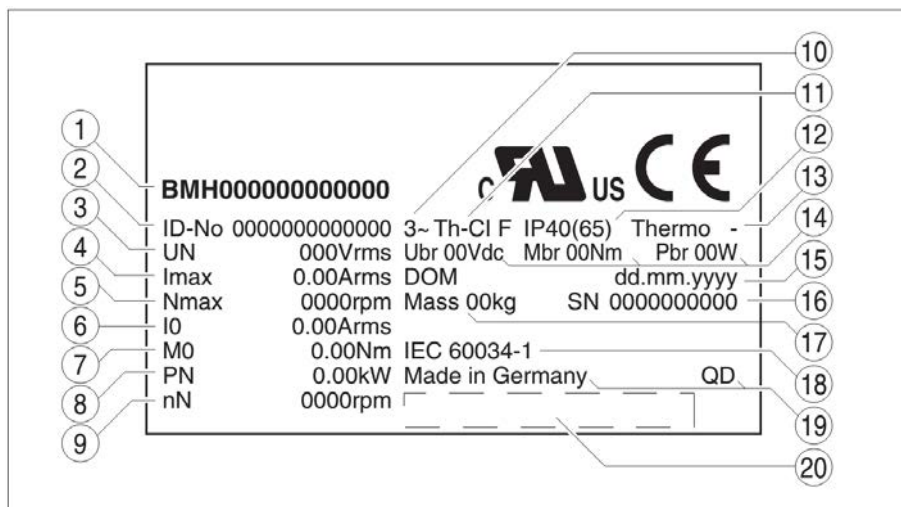 1
2
3
4
5
6
7
8
9
10
11
12
13
14
15
16
17
18
19
20
c RU US CE
BMH000000000000
ID-No 0000000000000 3~ Th-Cl F IP40(65) Thermo -
UN 000Vrms Ubr 00Vdc Mbr 00Nm Pbr 00W
Imax 0.00Arms DOM dd.mm.yyyy
Nmax 0000rpm Mass 00kg SN 0000000000
I0 0.00Arms
M0 0.00Nm IEC 60034-1
PN 0.00kW Made in Germany QD
nN 0000rpm